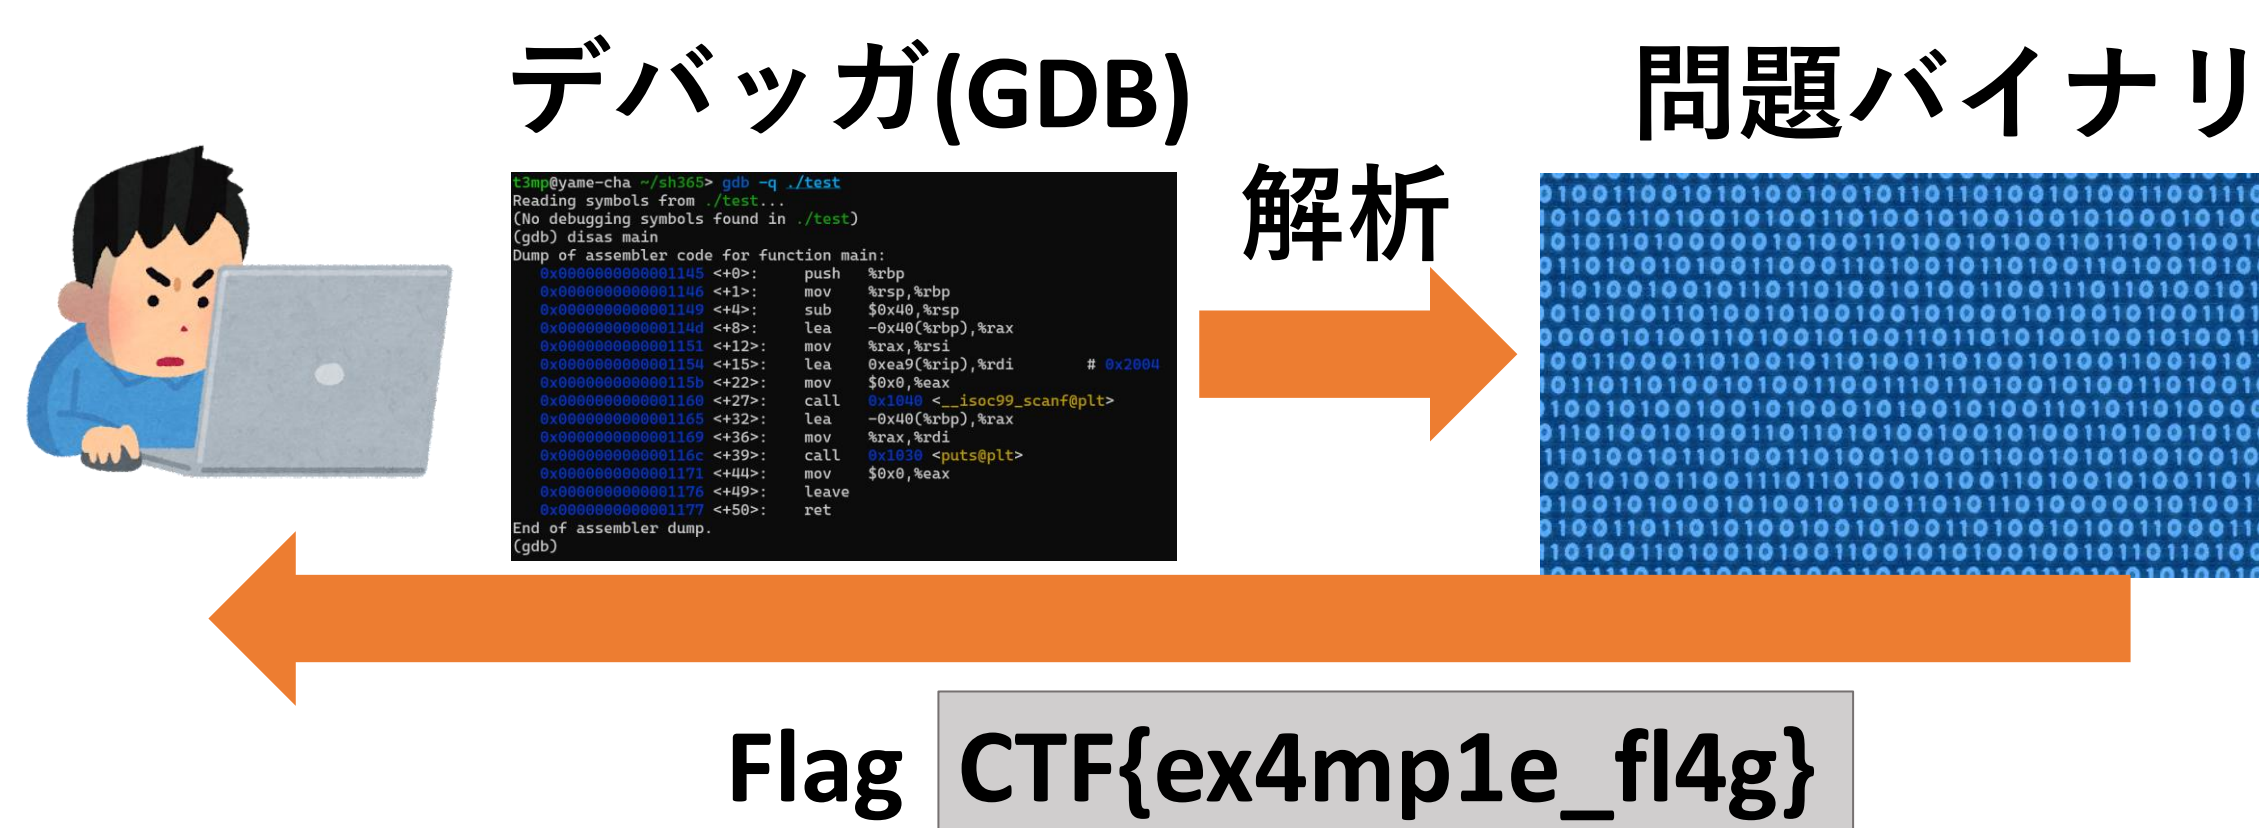 デバッガ(GDB)
問題バイナリ
解析
t3mp@yame-cha ~/sh365> gdb -q ./test
Reading symbols from ./test...
(No debugging symbols found in ./test)
(gdb) disas main
Dump of assembler code for function main:
0x0000000000001145 <+0>: push %rbp
0x0000000000001146 <+1>: mov %rsp,%rbp
0x0000000000001149 <+4>: sub $0x40,%rsp
0x000000000000114d <+8>: lea -0x40(%rbp),%rax
0x0000000000001151 <+12>: mov %rax,%rsi
0x0000000000001154 <+15>: lea 0xea9(%rip),%rdi # 0x2004
0x000000000000115b <+22>: mov $0x0,%eax
0x0000000000001160 <+27>: call 0x1040 <__isoc99_scanf@plt>
0x0000000000001165 <+32>: lea -0x40(%rbp),%rax
0x0000000000001169 <+36>: mov %rax,%rdi
0x000000000000116c <+39>: call 0x1030 <puts@plt>
0x0000000000001171 <+44>: mov $0x0,%eax
0x0000000000001176 <+49>: leave
0x0000000000001177 <+50>: ret
End of assembler dump.
(gdb)
Flag CTF{ex4mp1e_fl4g}